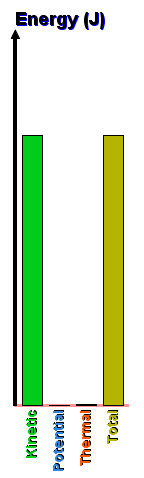 Energy (J)
Kinetic
Potential
Thermal
Total